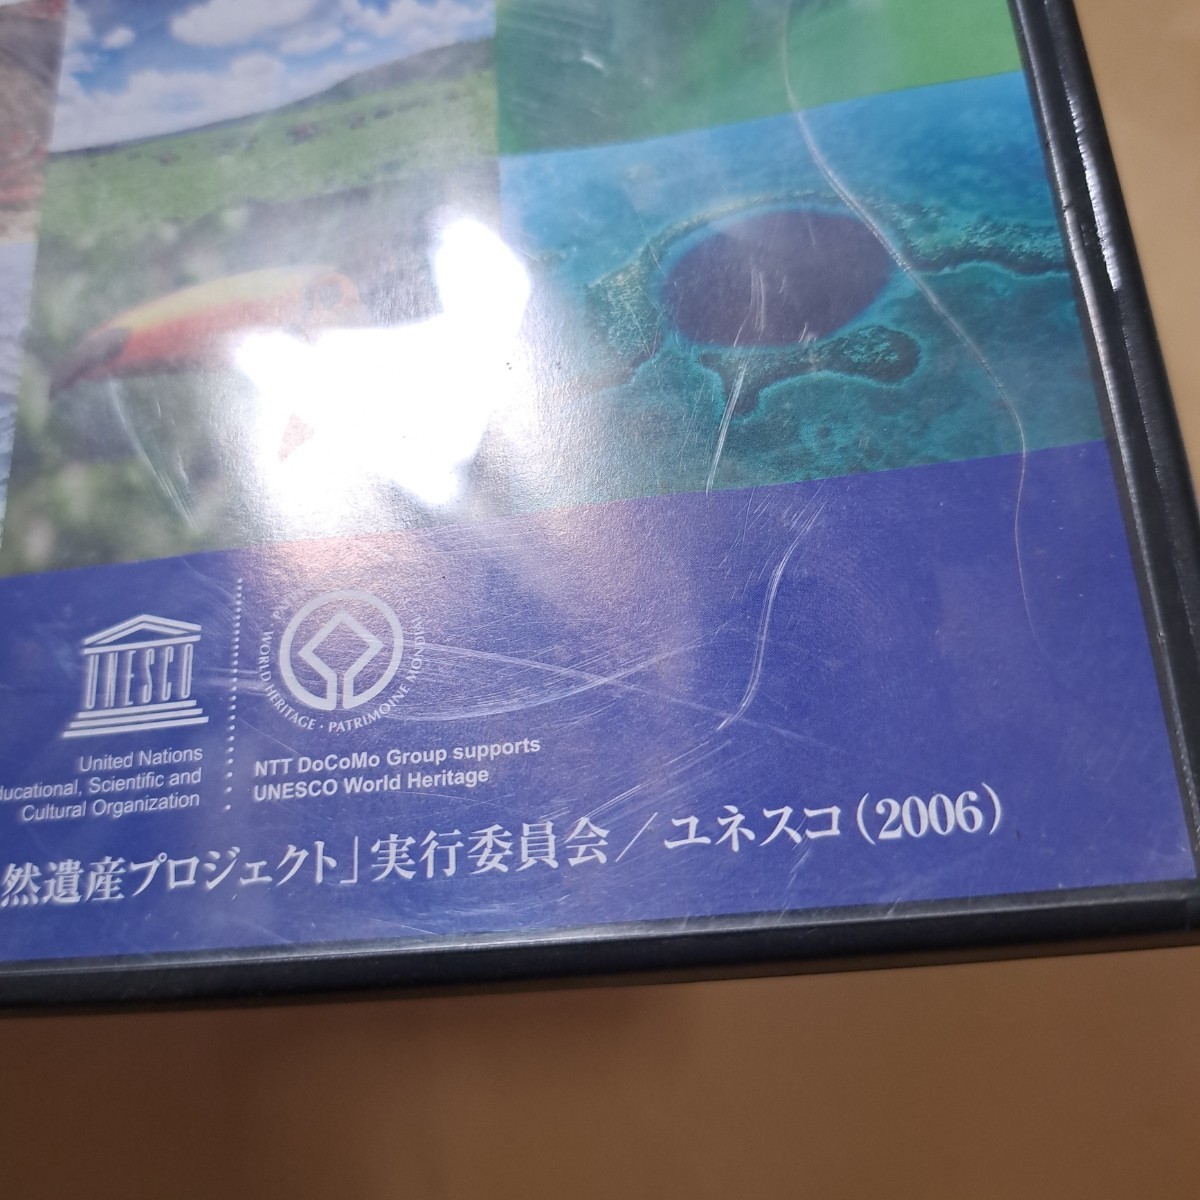 UNESCO
United Nations
ducational, Scientific and
Cultural Organization
WORLD HERITAGE · PATRIMOINE MONDIAL
NTT DoCoMo Group supports
UNESCO World Heritage
然遺産プロジェクト」実行委員会／ユネスコ(2006)